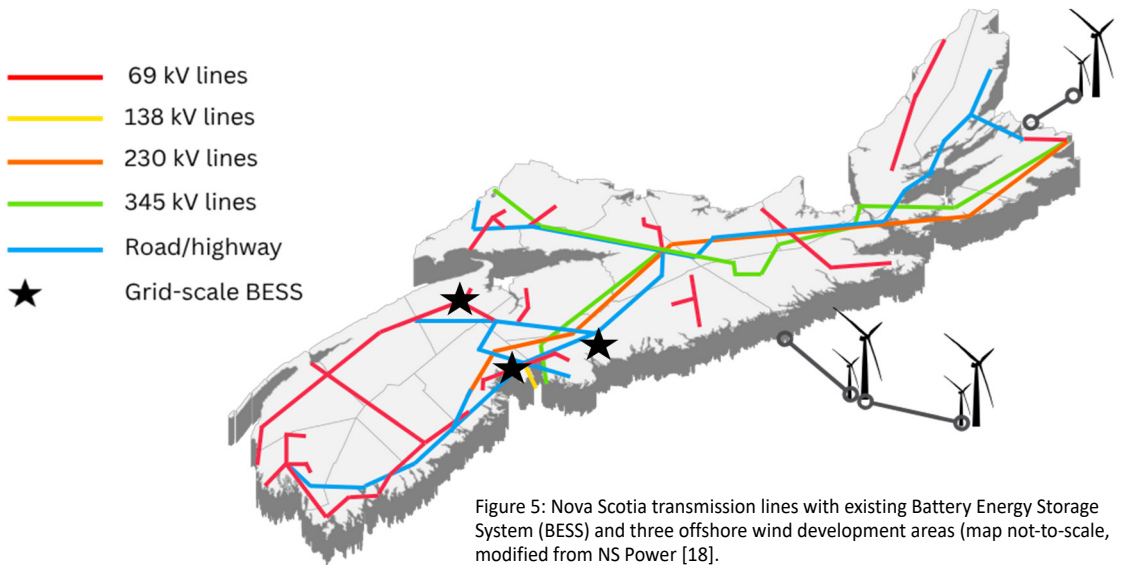 69 kV lines
138 kV lines
230 kV lines
345 kV lines
Road/highway
Grid-scale BESS
Figure 5: Nova Scotia transmission lines with existing Battery Energy Storage
System (BESS) and three offshore wind development areas (map not-to-scale,
modified from NS Power [18].